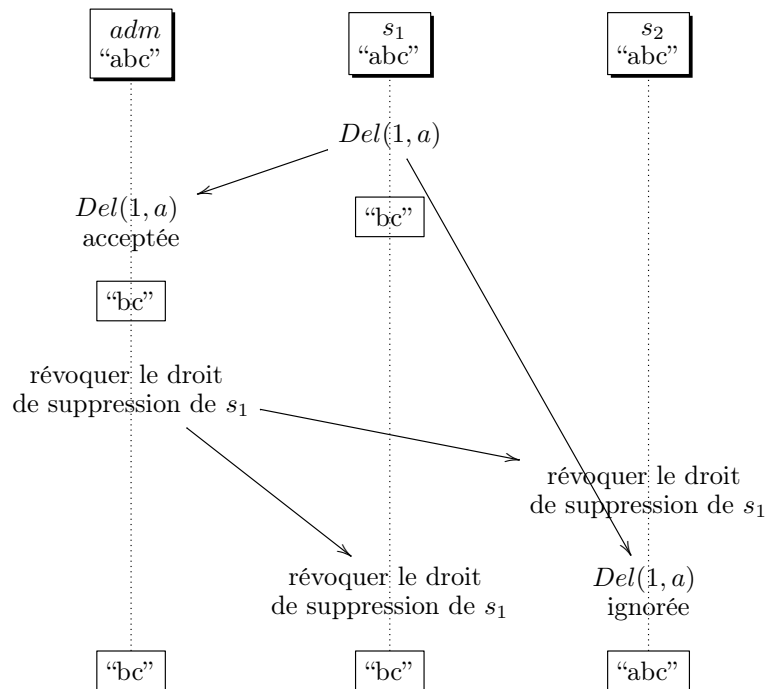 adm
“abc”
s1
“abc”
s2
“abc”
Del(1, a)
Del(1, a)
acceptée
“bc”
“bc”
révoquer le droit
de suppression de s1
révoquer le droit
de suppression de s1
révoquer le droit
de suppression de s1
Del(1, a)
ignorée
“bc”
“bc”
“abc”